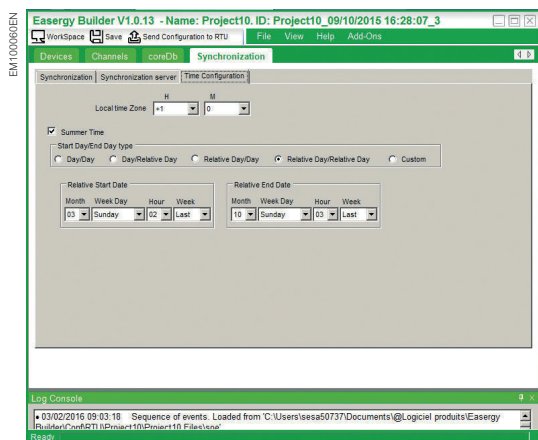 EM100060EN
Easergy Builder V1.0.13 - Name: Project10. ID: Project10_09/10/2015 16:28:07_3
WorkSpace Save Send Configuration to RTU File View Help Add-Ons
Devices Channels coreDb Synchronization
Synchronization Synchronization server Time Configuration
H M
Local time Zone +1 0
Summer Time
Start Day/End Day type
Day/Day Day/Relative Day Relative Day/Day Relative Day/Relative Day Custom
Relative Start Date Relative End Date
Month Week Day Hour Week Month Week Day Hour Week
03 Sunday 02 Last 10 Sunday 03 Last
Log Console
• 03/02/2016 09:03:18 Sequence of events. Loaded from 'C:\Users\sesa50737\Documents\@Logiciel produits\Easergy
Builder\Conf\RTU\Project10\Project10 Files\soe'
Ready